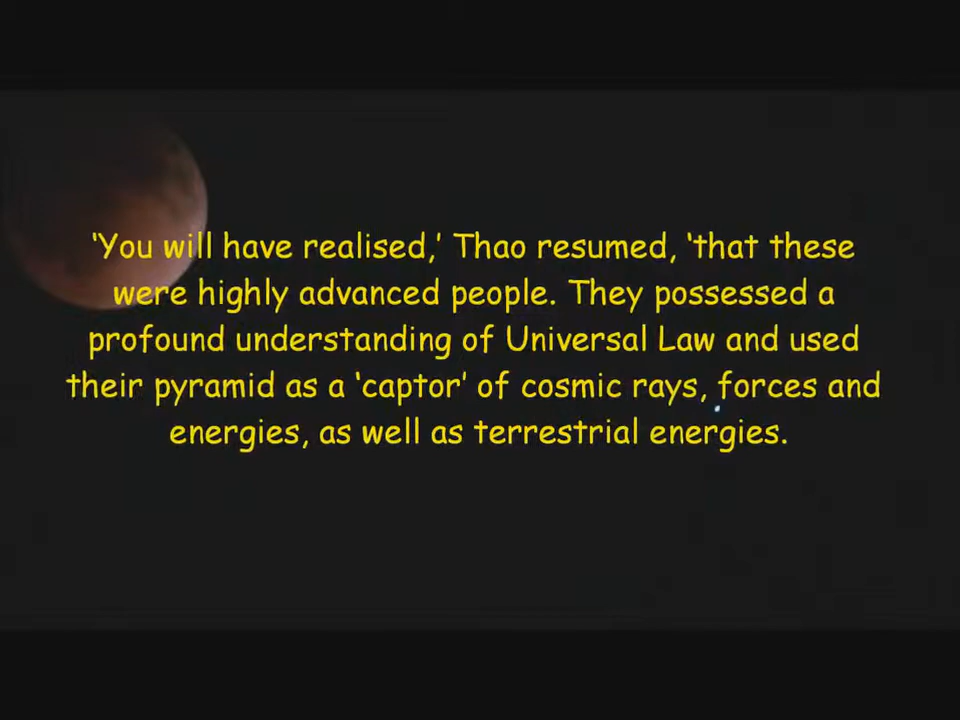 ‘You will have realised,’ Thao resumed, ‘that these
were highly advanced people. They possessed a
profound understanding of Universal Law and used
their pyramid as a ‘captor’ of cosmic rays, forces and
energies, as well as terrestrial energies.